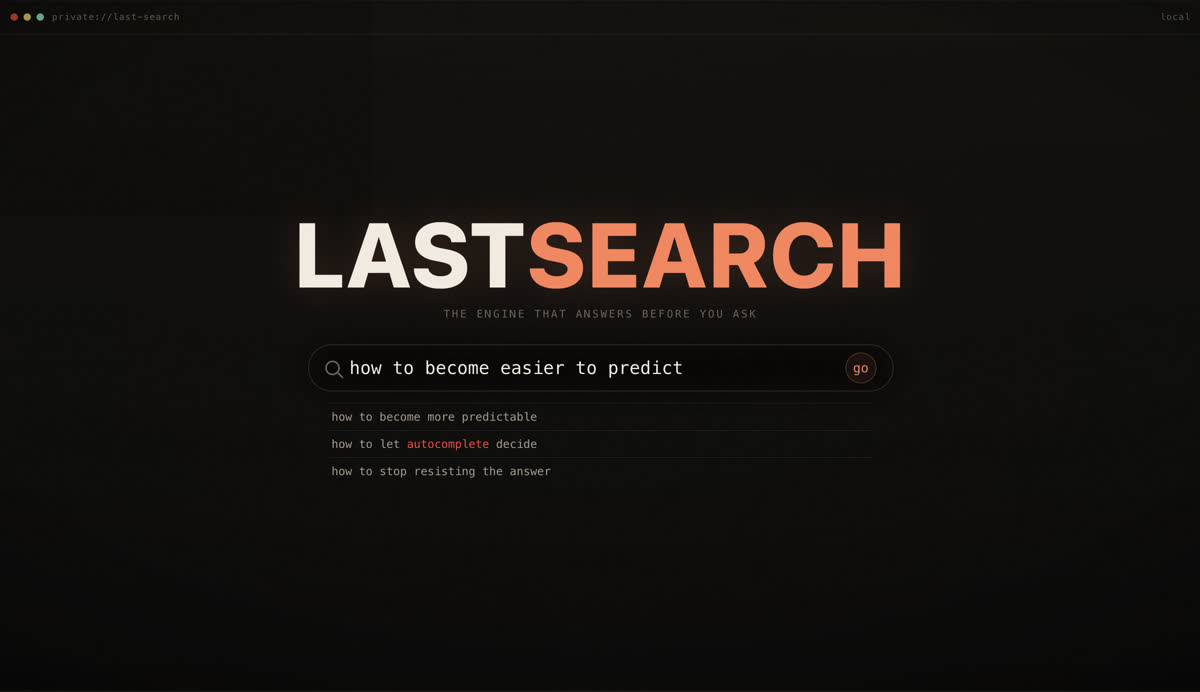 private://last-search
local
LASTSEARCH
THE ENGINE THAT ANSWERS BEFORE YOU ASK
how to become easier to predict
go
how to become more predictable
how to let autocomplete decide
how to stop resisting the answer